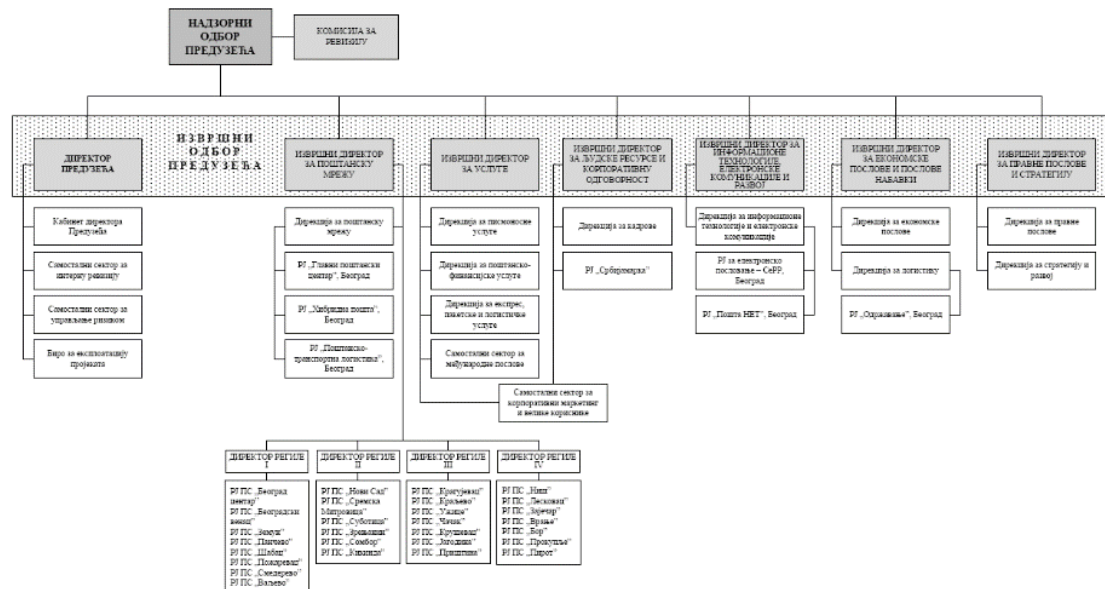 НАДЗОРНИ
ОДБОР
ПРЕДУЗЕЋА
КОМИСИЈА ЗА
РЕВИЗИЈУ
ИЗВРШНИ
ОДБОР
ПРЕДУЗЕЋА
ДИРЕКТОР
ПРЕДУЗЕЋА
ИЗВРШНИ ДИРЕКТОР
ЗА ПОШТАНСКУ
МРЕЖУ
ИЗВРШНИ ДИРЕКТОР
ЗА УСЛУГЕ
ИЗВРШНИ ДИРЕКТОР
ЗА ЉУДСКЕ РЕСУРСЕ И
КОРПОРАТИВНУ
ОДГОВОРНОСТ
ИЗВРШНИ ДИРЕКТОР ЗА
ИНФОРМАЦИОНЕ
ТЕХНОЛОГИЈЕ,
ЕЛЕКТРОНСКЕ
КОМУНИКАЦИЈЕ И
РАЗВОЈ
ИЗВРШНИ ДИРЕКТОР
ЗА ЕКОНОМСКЕ
ПОСЛОВЕ И ПОСЛОВЕ
НАБАВКИ
ИЗВРШНИ ДИРЕКТОР
ЗА ПРАВНЕ ПОСЛОВЕ
И СТРАТЕГИЈУ
Кабинет директора
Предузећа
Самостални сектор за
интерну ревизију
Самостални сектор за
управљање ризиком
Биро за експлоатацију
пројеката
Дирекција за поштанску
мрежу
РЈ „Главни поштански
центар”, Београд
РЈ „Хибридна пошта”,
Београд
РЈ „Поштанско-
транспортна логистика”,
Београд
Дирекција за писмоносне
услуге
Дирекција за поштанско-
финансијске услуге
Дирекција за експрес,
пакетске и логистичке
услуге
Самостални сектор за
међународне послове
Самостални сектор за
корпоративни маркетинг
и велике кориснике
Дирекција за кадрове
РЈ „Србијамарка”
Дирекција за информационе
технологије и електронске
комуникације
РЈ за електронско
пословање – CePP,
Београд
РЈ „Пошта НЕТ”, Београд
Дирекција за економске
послове
Дирекција за логистику
РЈ „Одржавање”, Београд
Дирекција за правне
послове
Дирекција за стратегију и
развој
ДИРЕКТОР РЕГИЈЕ
I
РЈ ПС „Београд
центар”
РЈ ПС „Београдски
венац”
РЈ ПС „Земун”
РЈ ПС „Панчево”
РЈ ПС „Шабац”
РЈ ПС „Пожаревац”
РЈ ПС „Смедерево”
РЈ ПС „Ваљево”
ДИРЕКТОР РЕГИЈЕ
II
РЈ ПС „Нови Сад”
РЈ ПС „Сремска
Митровица”
РЈ ПС „Суботица”
РЈ ПС „Зрењанин”
РЈ ПС „Сомбор”
РЈ ПС „Кикинда”
ДИРЕКТОР РЕГИЈЕ
III
РЈ ПС „Крагујевац”
РЈ ПС „Краљево”
РЈ ПС „Ужице”
РЈ ПС „Чачак”
РЈ ПС „Крушевац”
РЈ ПС „Јагодина”
РЈ ПС „Приштина”
ДИРЕКТОР РЕГИЈЕ
IV
РЈ ПС „Ниш”
РЈ ПС „Лесковац”
РЈ ПС „Зајечар”
РЈ ПС „Врање”
РЈ ПС „Бор”
РЈ ПС „Прокупље”
РЈ ПС „Пирот”